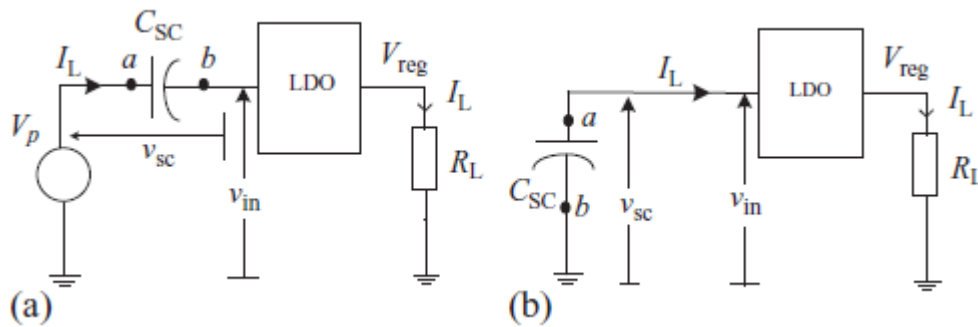 C_SC
I_L a b
LDO
V_reg
I_L
V_p
v_sc
v_in
R_L
(a)
I_L
LDO
V_reg
I_L
a
C_SC
b
v_sc
v_in
R_L
(b)